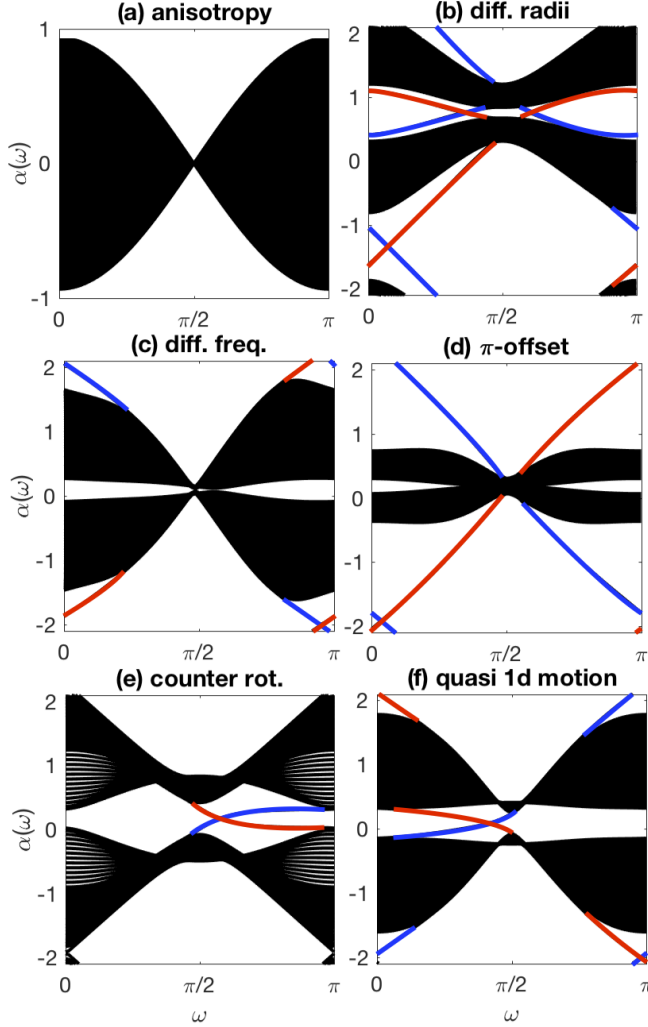 (a) anisotropy
(b) diff. radii
α(ω)
1
0
-1
0
π/2
π
2
1
0
-1
-2
0
π/2
π
(c) diff. freq.
(d) π-offset
α(ω)
2
1
0
-1
-2
0
π/2
π
2
1
0
-1
-2
0
π/2
π
(e) counter rot.
(f) quasi 1d motion
α(ω)
2
1
0
-1
-2
0
π/2
π
ω
2
1
0
-1
-2
0
π/2
π
ω